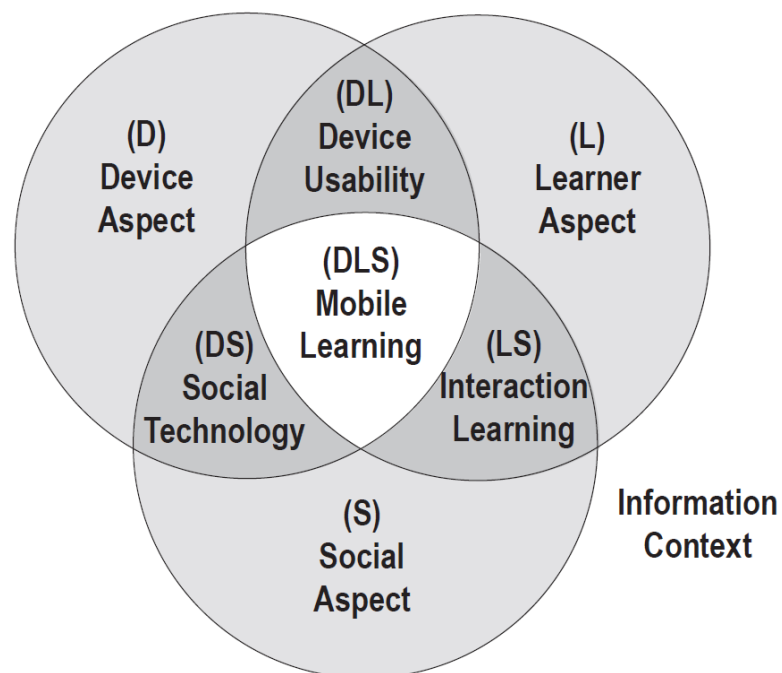 (D)
Device
Aspect
(DL)
Device
Usability
(L)
Learner
Aspect
(DLS)
Mobile
Learning
(DS)
Social
Technology
(LS)
Interaction
Learning
(S)
Social
Aspect
Information
Context